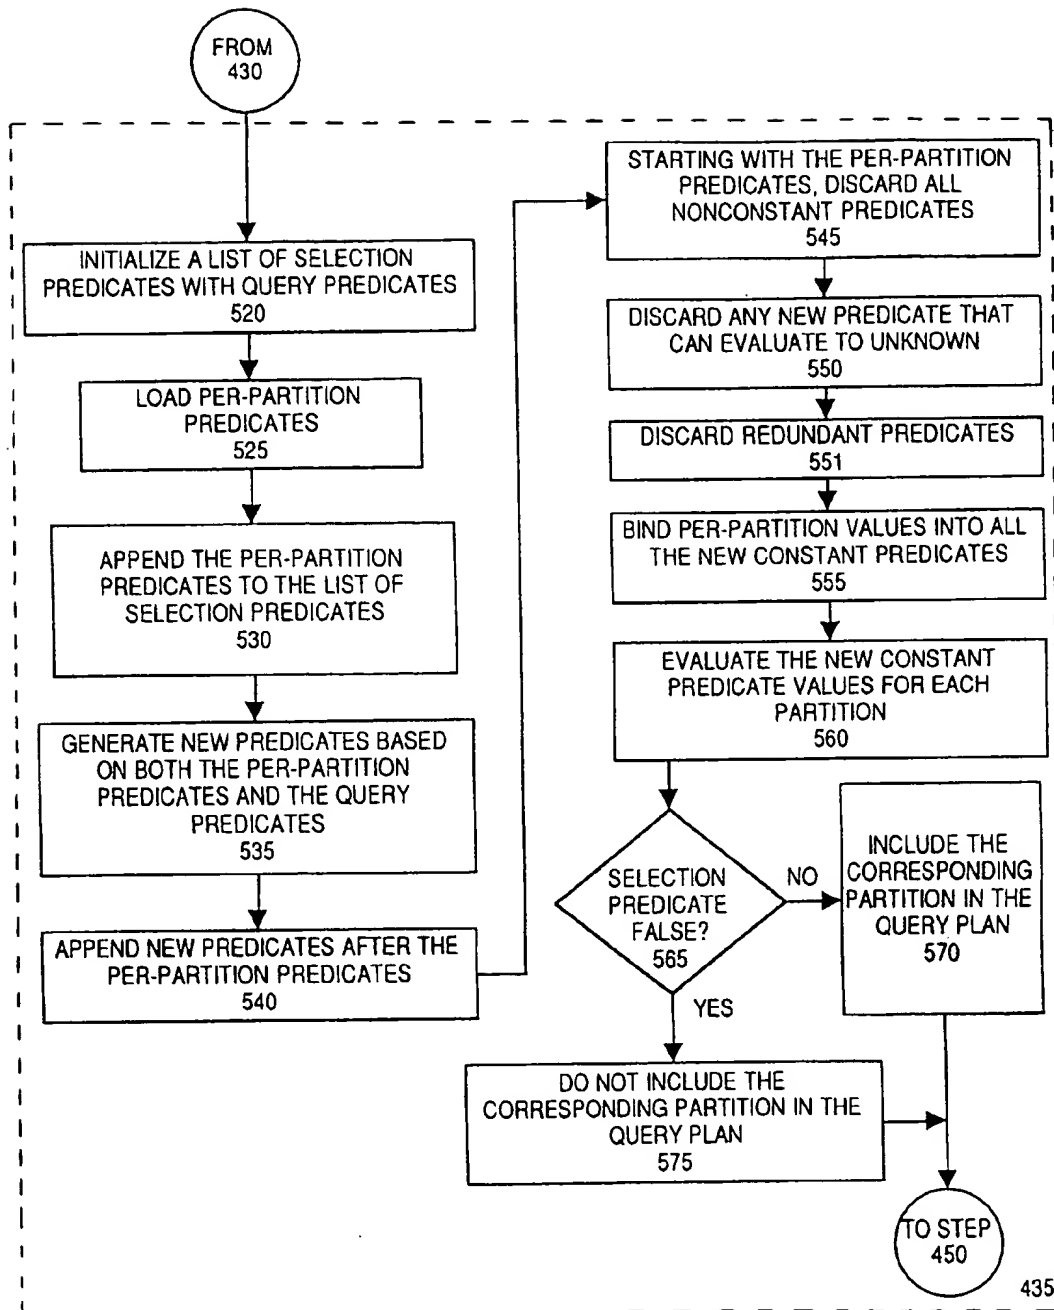 FROM
430
INITIALIZE A LIST OF SELECTION
PREDICATES WITH QUERY PREDICATES
520
LOAD PER-PARTITION
PREDICATES
525
APPEND THE PER-PARTITION
PREDICATES TO THE LIST OF
SELECTION PREDICATES
530
GENERATE NEW PREDICATES BASED
ON BOTH THE PER-PARTITION
PREDICATES AND THE QUERY
PREDICATES
535
APPEND NEW PREDICATES AFTER THE
PER-PARTITION PREDICATES
540
STARTING WITH THE PER-PARTITION
PREDICATES, DISCARD ALL
NONCONSTANT PREDICATES
545
DISCARD ANY NEW PREDICATE THAT
CAN EVALUATE TO UNKNOWN
550
DISCARD REDUNDANT PREDICATES
551
BIND PER-PARTITION VALUES INTO ALL
THE NEW CONSTANT PREDICATES
555
EVALUATE THE NEW CONSTANT
PREDICATE VALUES FOR EACH
PARTITION
560
SELECTION
PREDICATE
FALSE?
565
NO
INCLUDE THE
CORRESPONDING
PARTITION IN THE
QUERY PLAN
570
YES
DO NOT INCLUDE THE
CORRESPONDING PARTITION IN THE
QUERY PLAN
575
TO STEP
450
435